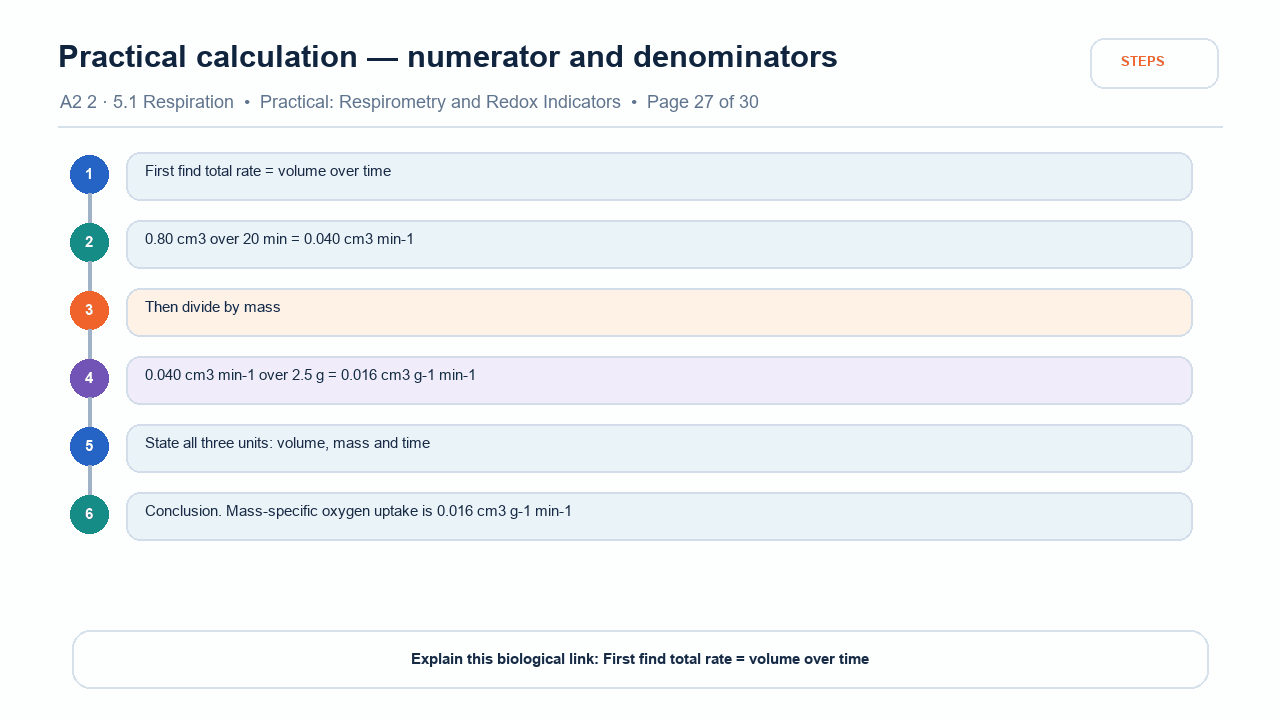 Practical calculation — numerator and denominators
STEPS
A2 2 · 5.1 Respiration • Practical: Respirometry and Redox Indicators • Page 27 of 30
1 First find total rate = volume over time
2 0.80 cm3 over 20 min = 0.040 cm3 min-1
3 Then divide by mass
4 0.040 cm3 min-1 over 2.5 g = 0.016 cm3 g-1 min-1
5 State all three units: volume, mass and time
6 Conclusion. Mass-specific oxygen uptake is 0.016 cm3 g-1 min-1
Explain this biological link: First find total rate = volume over time